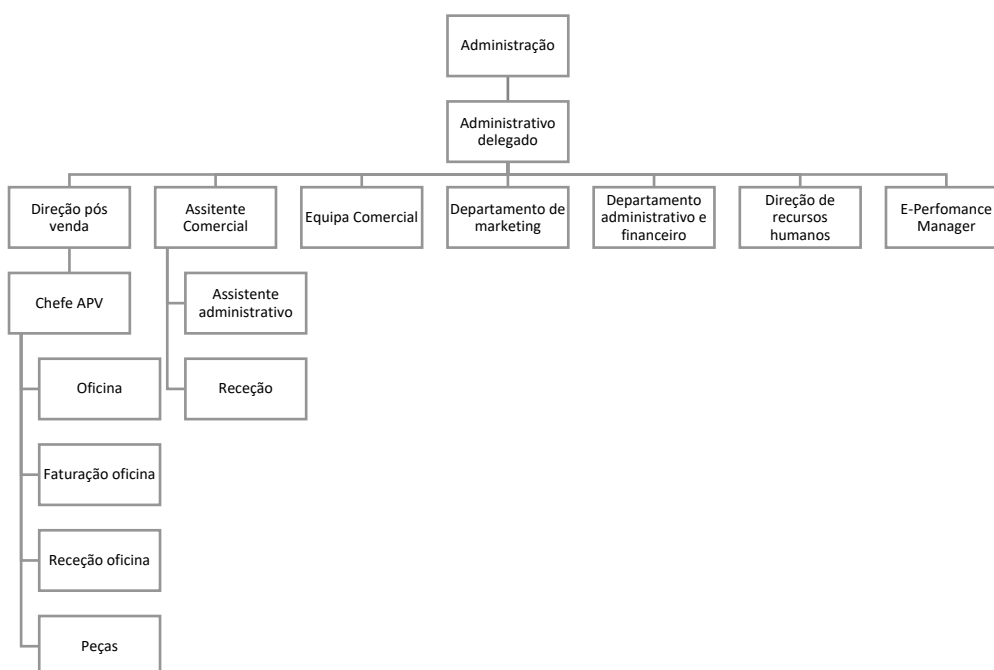 Administração
Administrativo
delegado
Direção pós
venda
Assitente
Comercial
Equipa Comercial
Departamento de
marketing
Departamento
administrativo e
financeiro
Direção de
recursos
humanos
E-Perfomance
Manager
Chefe APV
Assistente
administrativo
Oficina
Receção
Faturação oficina
Receção oficina
Peças